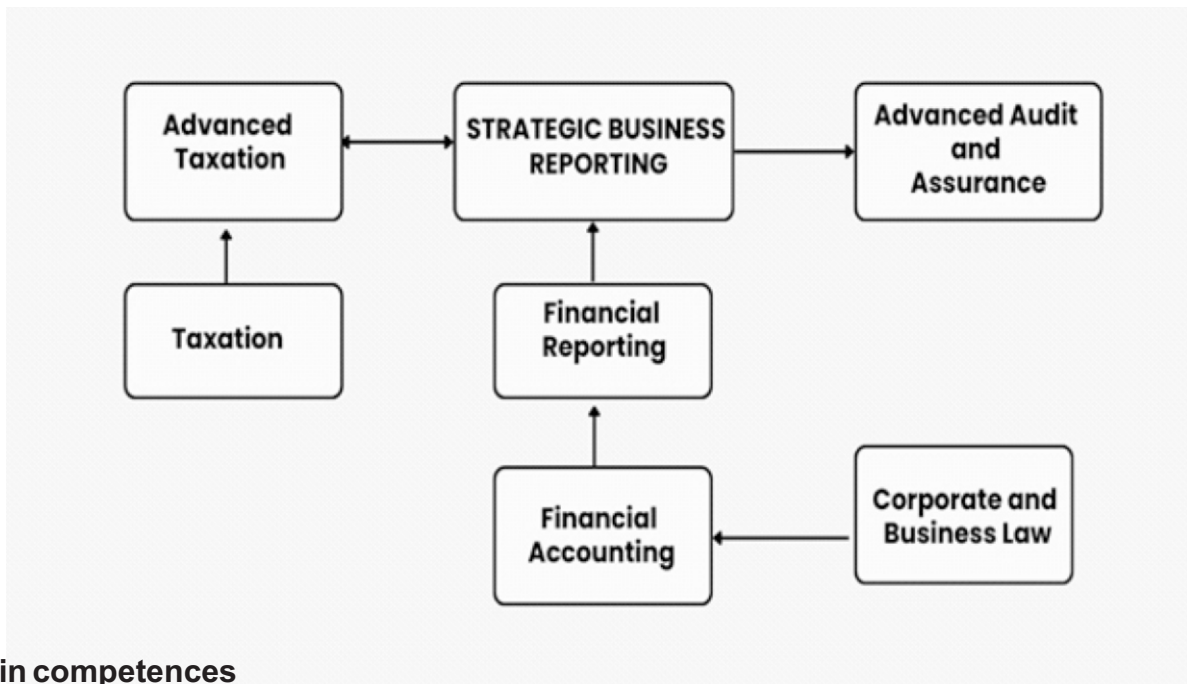 Advanced
Taxation
STRATEGIC BUSINESS
REPORTING
Advanced Audit
and
Assurance
Taxation
Financial
Reporting
Financial
Accounting
Corporate and
Business Law
in competences